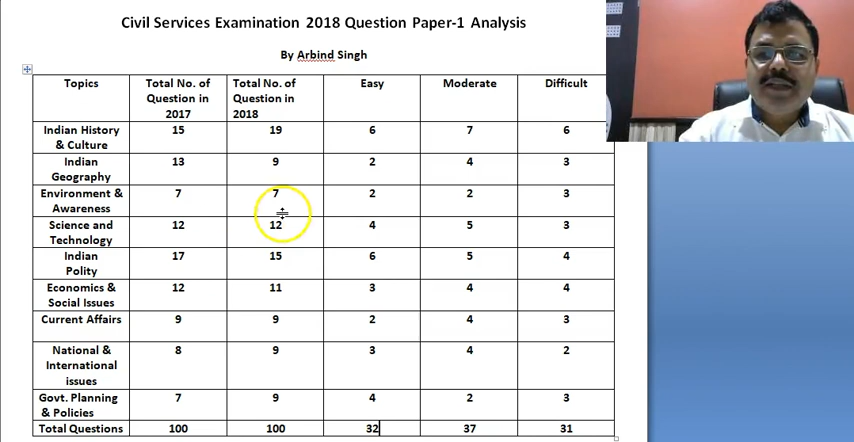 Civil Services Examination 2018 Question Paper-1 Analysis
By Arbind Singh
Topics Total No. of Question in 2017 Total No. of Question in 2018 Easy Moderate Difficult
Indian History & Culture 15 19 6 7 6
Indian Geography 13 9 2 4 3
Environment & Awareness 7 7 2 2 3
Science and Technology 12 12 4 5 3
Indian Polity 17 15 6 5 4
Economics & Social Issues 12 11 3 4 4
Current Affairs 9 9 2 4 3
National & International issues 8 9 3 4 2
Govt. Planning & Policies 7 9 4 2 3
Total Questions 100 100 32 37 31